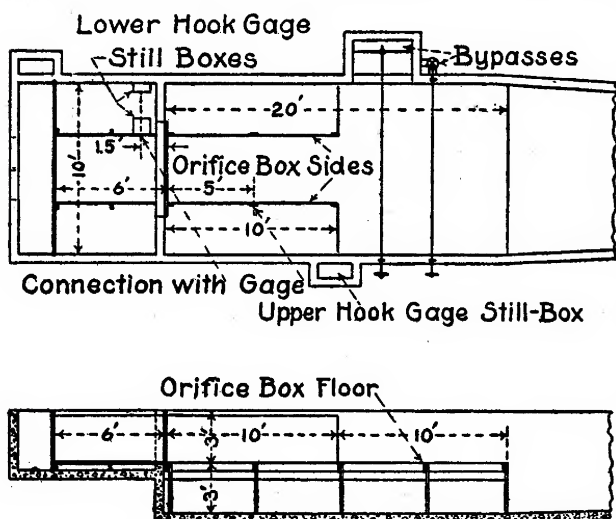 Lower Hook Gage
Still Boxes
Bypasses
20'
10'
1.5'
Orifice Box Sides
6'
5'
10'
Connection with Gage
Upper Hook Gage Still-Box
Orifice Box Floor
6'
3'
10'
10'
3'